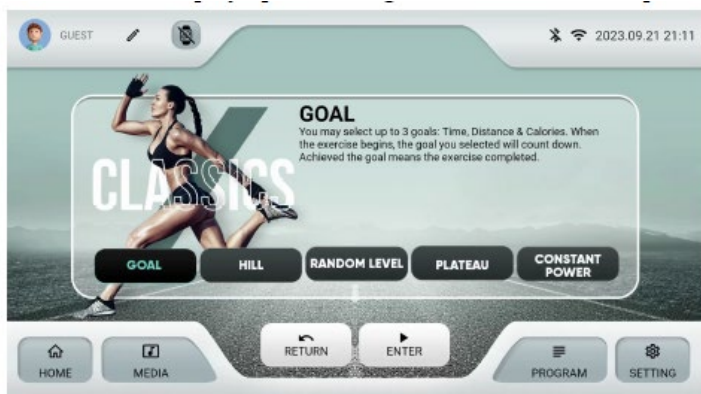 GUEST
2023.09.21 21:11
GOAL
You may select up to 3 goals: Time, Distance & Calories. When
the exercise begins, the goal you selected will count down.
Achieved the goal means the exercise completed.
X
CLASSICS
GOAL
HILL
RANDOM LEVEL
PLATEAU
CONSTANT
POWER
RETURN
ENTER
HOME
MEDIA
PROGRAM
SETTING